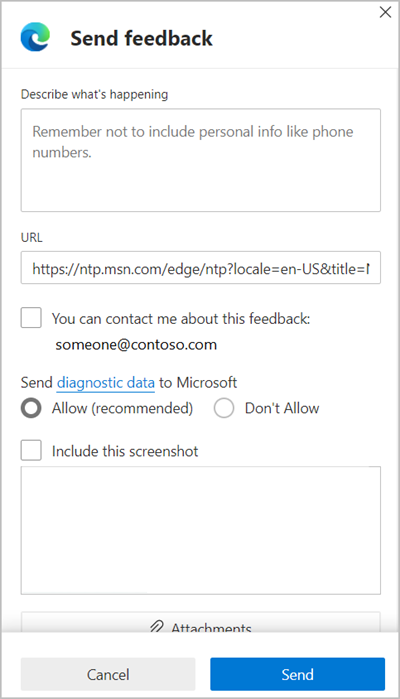 Send feedback
Describe what's happening
Remember not to include personal info like phone
numbers.
URL
https://ntp.msn.com/edge/ntp?locale=en-US&title=
You can contact me about this feedback:
someone@contoso.com
Send diagnostic data to Microsoft
Allow (recommended) Don't Allow
Include this screenshot
Attachments
Cancel Send